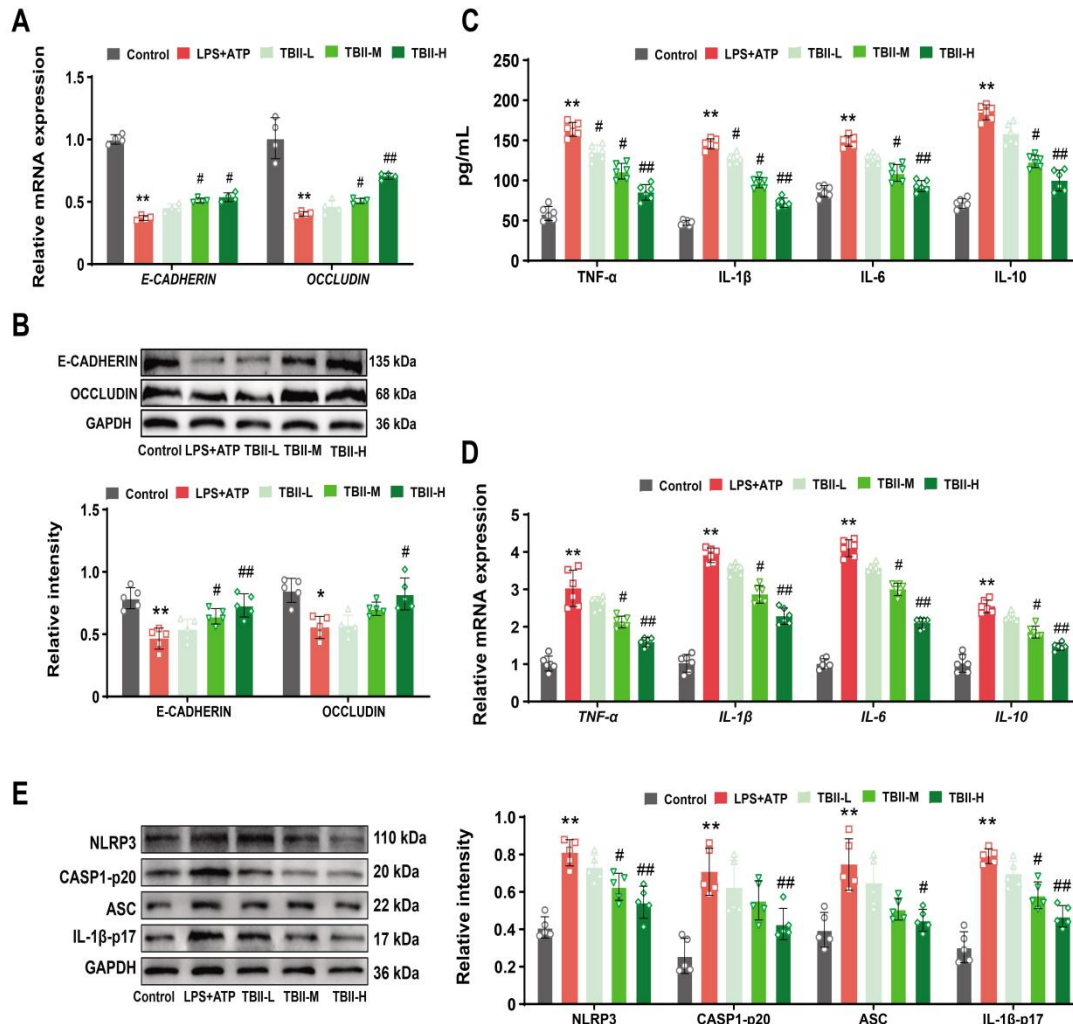 A
Control LPS+ATP TBII-L TBII-M TBII-H
Relative mRNA expression
1.5
1.0
0.5
0.0
** # # ** # ##
E-CADHERIN OCCLUDIN
B
E-CADHERIN 135 kDa
OCCLUDIN 68 kDa
GAPDH 36 kDa
Control LPS+ATP TBII-L TBII-M TBII-H
Control LPS+ATP TBII-L TBII-M TBII-H
Relative intensity
1.5
1.0
0.5
0
** # ## * #
E-CADHERIN OCCLUDIN
C
Control LPS+ATP TBII-L TBII-M TBII-H
pg/mL
250
200
150
100
50
0
** # # ## ** # # ## ** # ## ** # ##
TNF-α IL-1β IL-6 IL-10
D
Control LPS+ATP TBII-L TBII-M TBII-H
Relative mRNA expression
5
4
3
2
1
0
** # ## ** # ## ** # ## ** # ##
TNF-α IL-1β IL-6 IL-10
E
NLRP3 110 kDa
CASP1-p20 20 kDa
ASC 22 kDa
IL-1β-p17 17 kDa
GAPDH 36 kDa
Control LPS+ATP TBII-L TBII-M TBII-H
Control LPS+ATP TBII-L TBII-M TBII-H
Relative intensity
1.0
0.8
0.6
0.4
0.2
0
** # ## ** ## ** # ** # ##
NLRP3 CASP1-p20 ASC IL-1β-p17